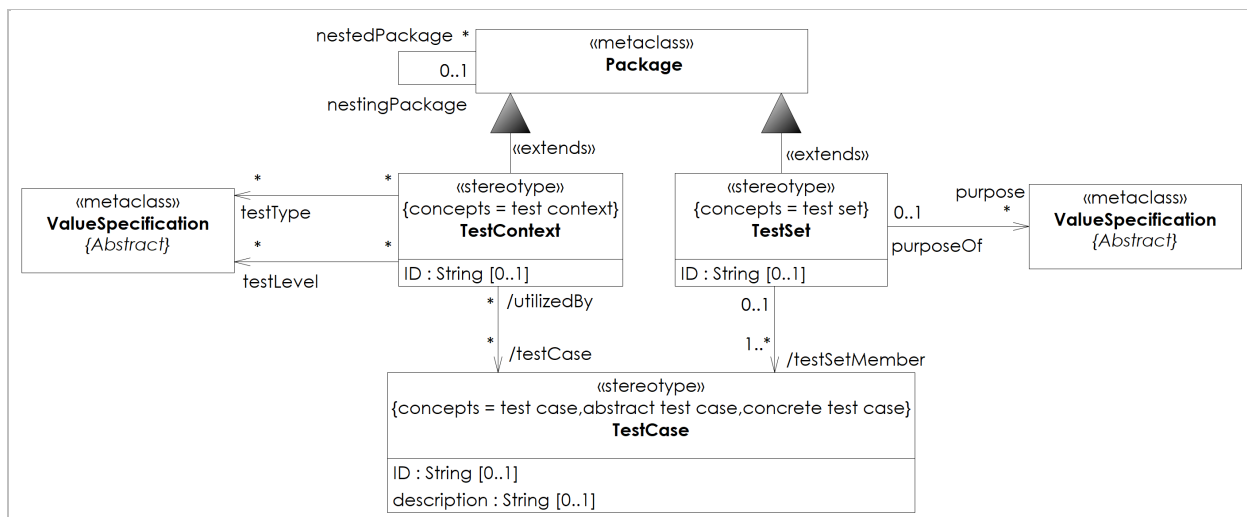 nestedPackage *
«metaclass»
Package
0..1
nestingPackage
«extends»
«extends»
«metaclass»
ValueSpecification
{Abstract}
* *
testType
* *
testLevel
«stereotype»
{concepts = test context}
TestContext
ID : String [0..1]
«stereotype»
{concepts = test set}
TestSet
ID : String [0..1]
purpose
0..1 *
purposeOf
«metaclass»
ValueSpecification
{Abstract}
* /utilizedBy
* /testCase
0..1
1..*
/testSetMember
«stereotype»
{concepts = test case,abstract test case,concrete test case}
TestCase
ID : String [0..1]
description : String [0..1]